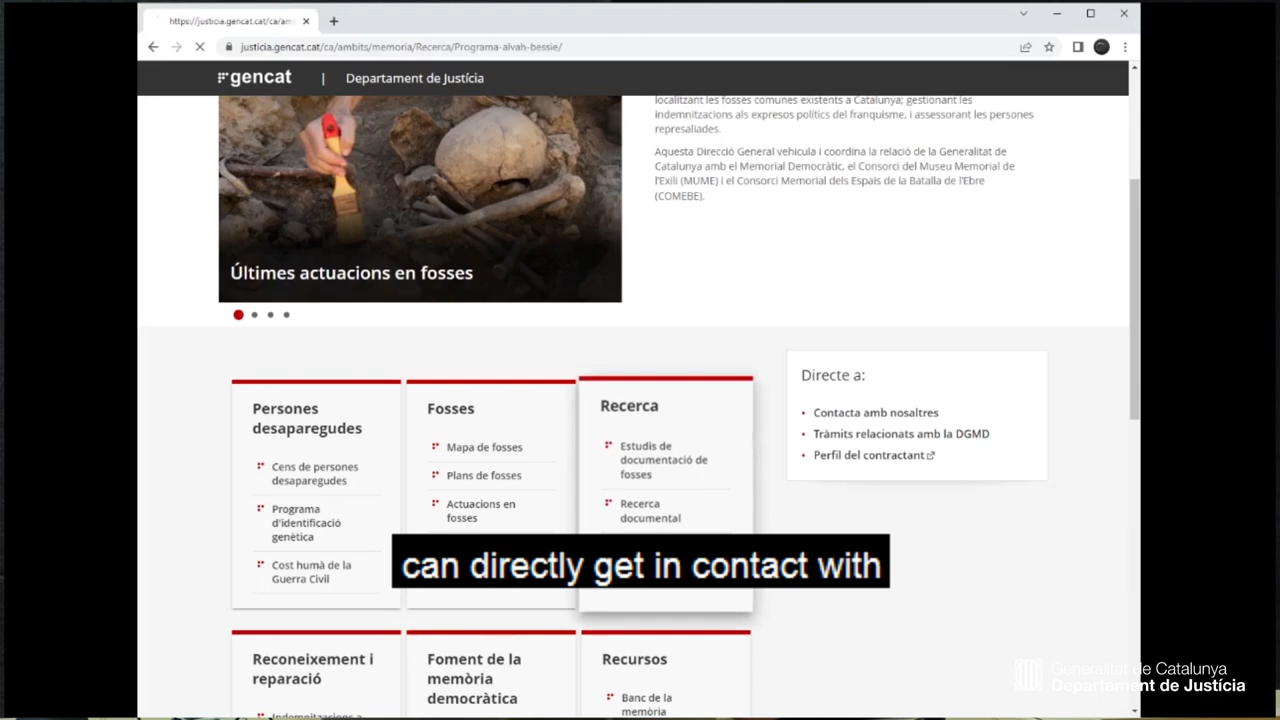 https://justicia.gencat.cat/ca/amb
justicia.gencat.cat/ca/ambits/memoria/Recerca/Programa-alvah-bessie/
gencat | Departament de Justícia
localitzant les fosses comunes existents a Catalunya; gestionant les
indemnitzacions als expresos polítics del franquisme, i assessorant les persones
represaliades.
Aquesta Direcció General vehicula i coordina la relació de la Generalitat de
Catalunya amb el Memorial Democràtic, el Consorci del Museu Memorial de
l'Exili (MUME) i el Consorci Memorial dels Espais de la Batalla de l'Ebre
(COMEBE).
Últimes actuacions en fosses
Persones
desaparegudes
Cens de persones
desaparegudes
Programa
d'identificació
genètica
Cost humà de la
Guerra Civil
Fosses
Mapa de fosses
Plans de fosses
Actuacions en
fosses
Recerca
Estudis de
documentació de
fosses
Recerca
documental
Directe a:
Contacta amb nosaltres
Tràmits relacionats amb la DGMD
Perfil del contractant
can directly get in contact with
Reconeixement i
reparació
Indemnitzacions a
Foment de la
memòria
democràtica
Recursos
Banc de la
memòria
Generalitat de Catalunya
Departament de Justícia